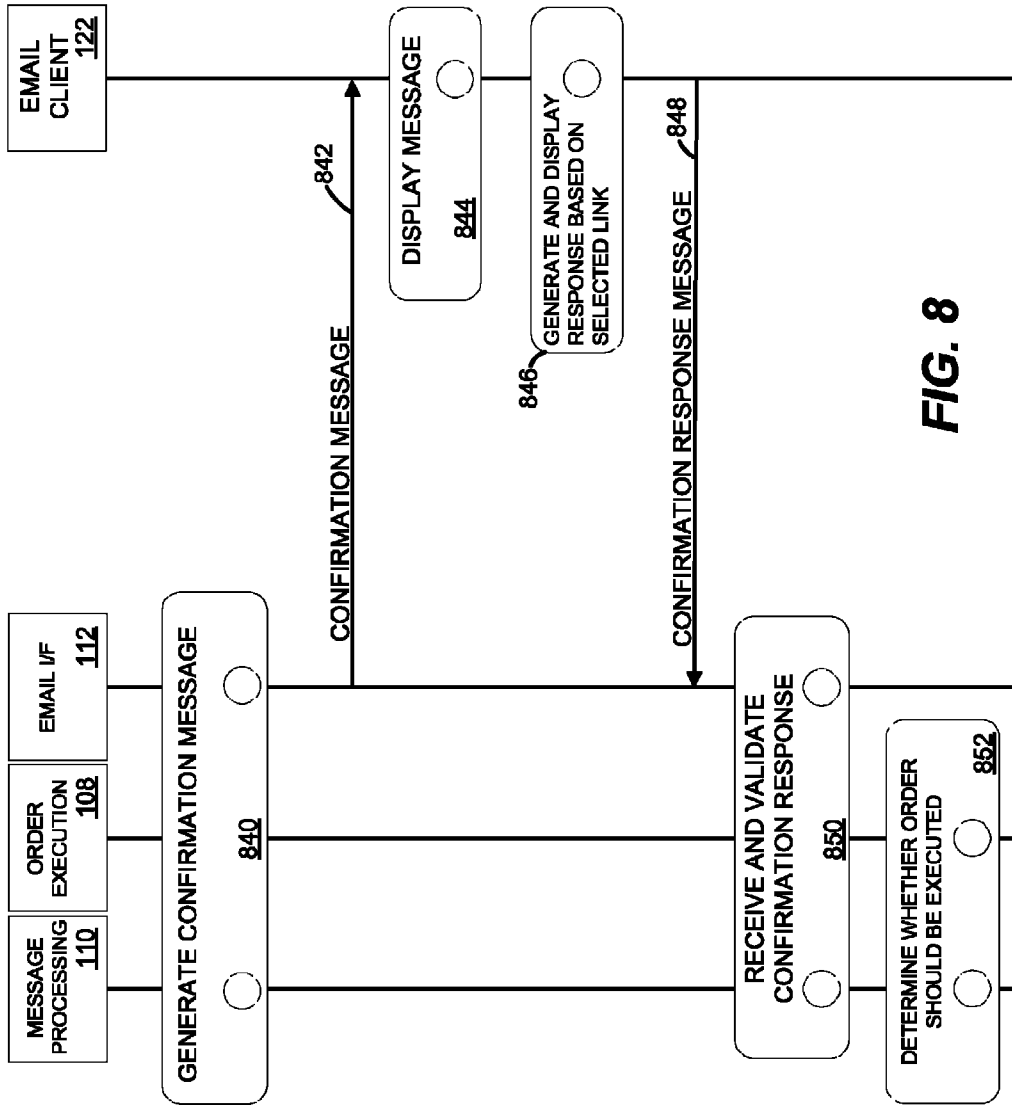 MESSAGE
PROCESSING
110
ORDER
EXECUTION
108
EMAIL I/F
112
EMAIL
CLIENT
122
GENERATE CONFIRMATION MESSAGE
840
CONFIRMATION MESSAGE
842
DISPLAY MESSAGE
844
846
GENERATE AND DISPLAY
RESPONSE BASED ON
SELECTED LINK
CONFIRMATION RESPONSE MESSAGE
848
RECEIVE AND VALIDATE
CONFIRMATION RESPONSE
850
DETERMINE WHETHER ORDER
SHOULD BE EXECUTED
852
FIG. 8